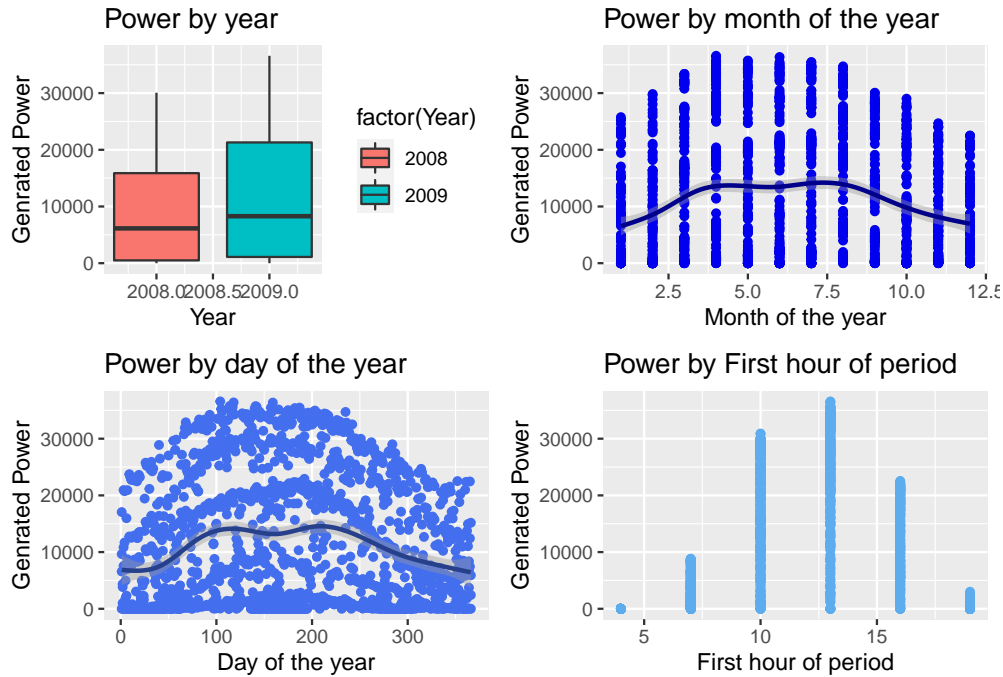 Power by year
Genrated Power
30000
20000
10000
0
2008.0 2008.5 2009.0
Year
factor(Year)
2008
2009
Power by month of the year
Genrated Power
30000
20000
10000
0
2.5 5.0 7.5 10.0 12.5
Month of the year
Power by day of the year
Genrated Power
30000
20000
10000
0
0 100 200 300
Day of the year
Power by First hour of period
Genrated Power
30000
20000
10000
0
5 10 15
First hour of period